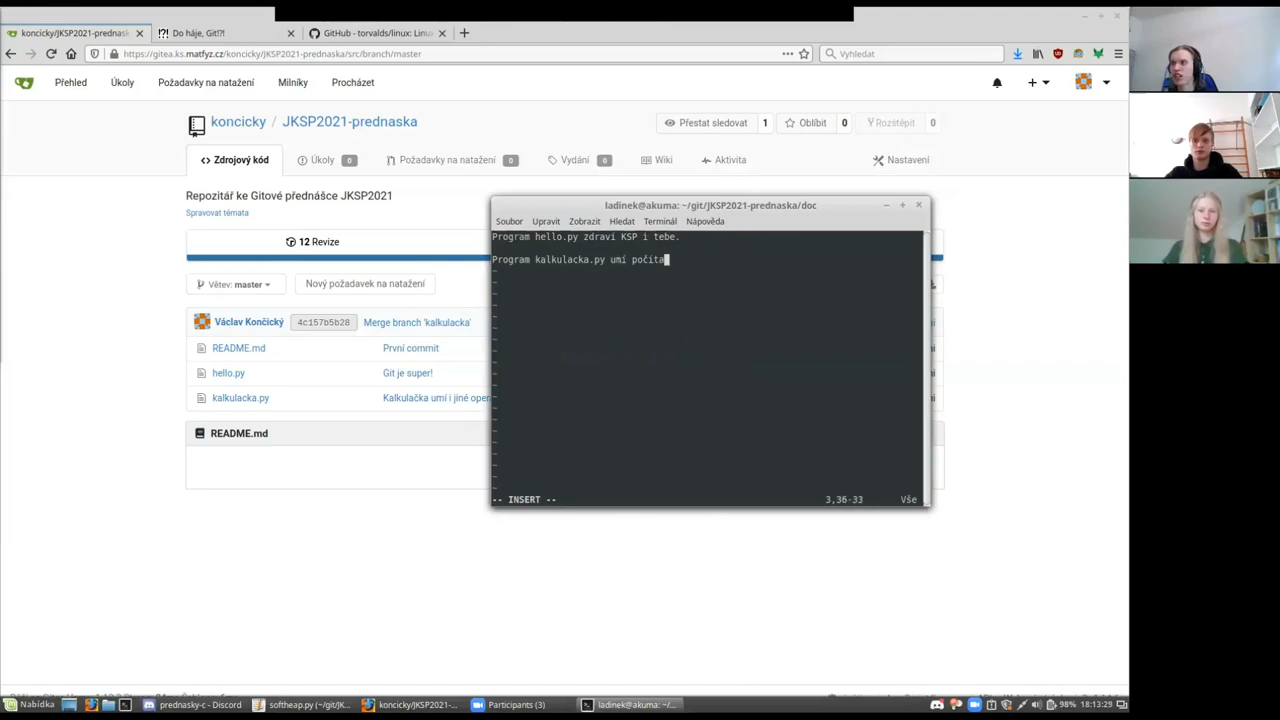 koncicky/JKSP2021-prednask
Do háje, Git!?!
GitHub - torvalds/linux: Linu
https://gitea.ks.matfyz.cz/koncicky/JKSP2021-prednaska/src/branch/master
Vyhledat
Přehled Úkoly Požadavky na natažení Milníky Procházet
koncicky / JKSP2021-prednaska
Přestat sledovat 1 Oblíbit 0 Rozštěpit 0
Zdrojový kód Úkoly 0 Požadavky na natažení 0 Vydání 0 Wiki Aktivita Nastavení
Repozitář ke Gitové přednášce JKSP2021
Spravovat témata
12 Revize
Větev: master Nový požadavek na natažení
Václav Končický 4c157b5b28 Merge branch 'kalkulacka'
README.md První commit
hello.py Git je super!
kalkulacka.py Kalkulačka umí i jiné oper
README.md
ladinek@akuma: ~/git/JKSP2021-prednaska/doc
Soubor Upravit Zobrazit Hledat Terminál Nápověda
Program hello.py zdraví KSP i tebe.
Program kalkulacka.py umí počíta
-- INSERT -- 3,36-33 Vše
Nabídka prednasky-c - Discord softheap.py (~/git/JK... koncicky/JKSP2021-... Participants (3) ladinek@akuma: ~/... 98% 18:13:29